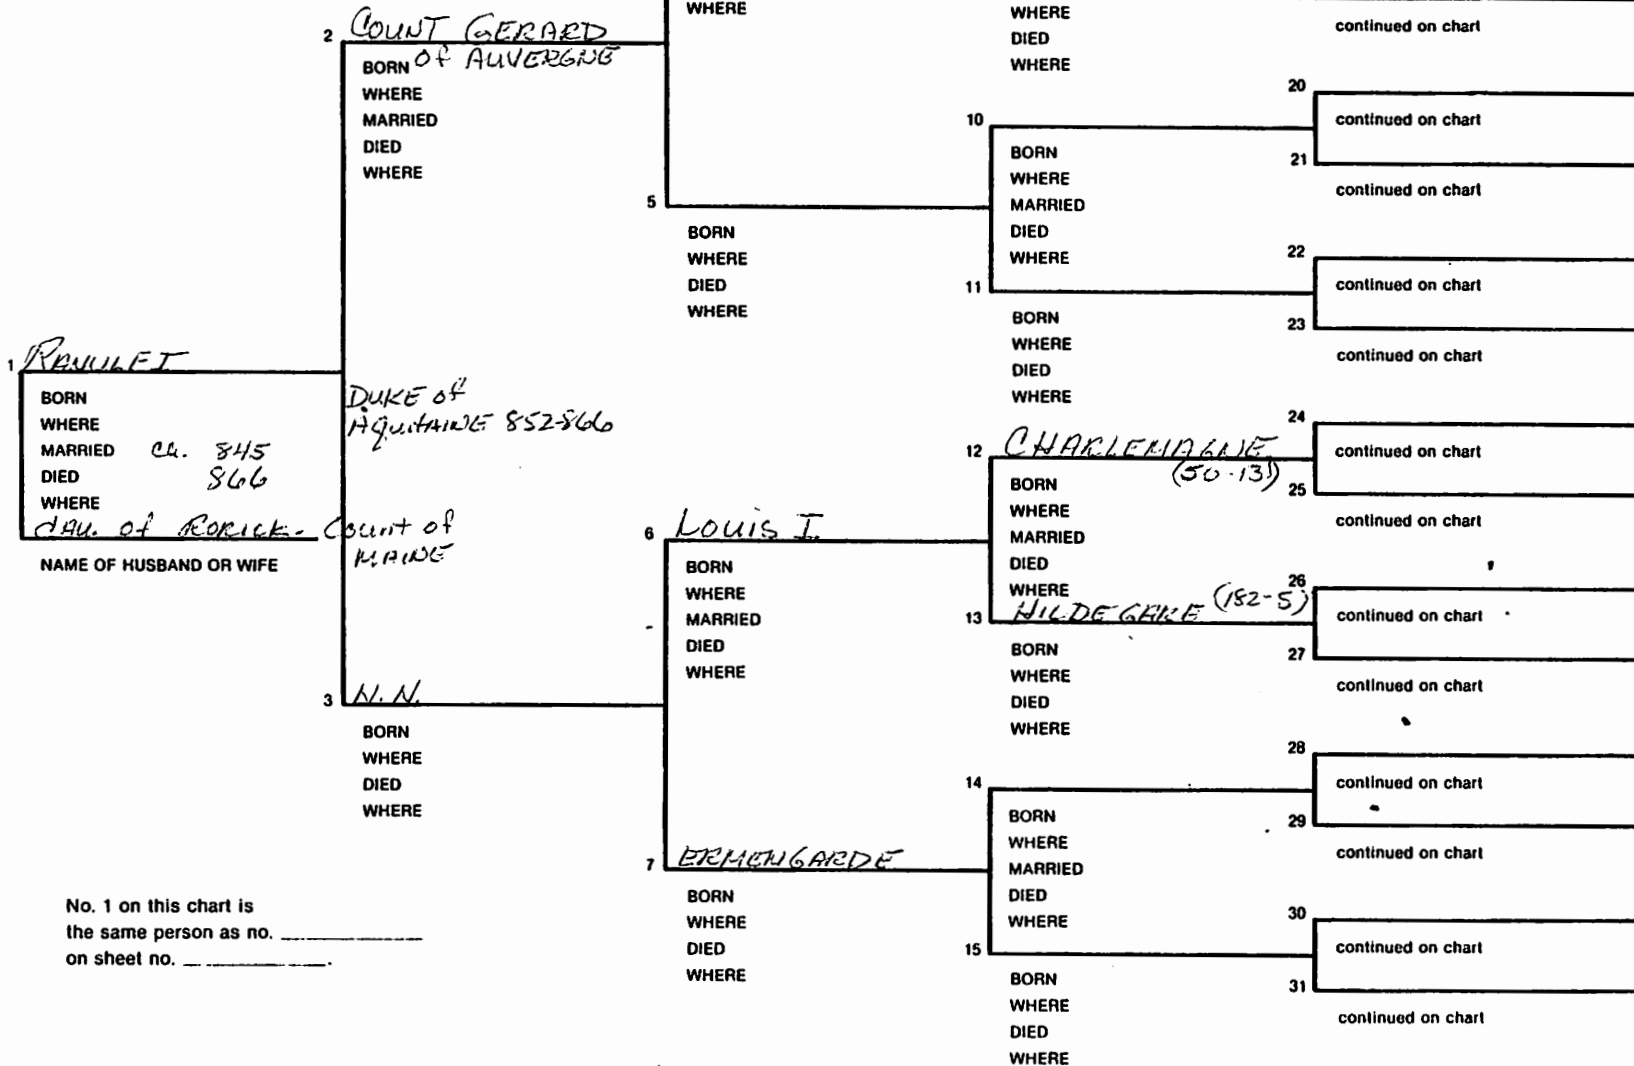 WHERE
WHERE
DIED
WHERE
continued on chart
2 COUNT GERARD
of AUVERGNE
BORN
WHERE
MARRIED
DIED
WHERE
20
continued on chart
21
continued on chart
10
BORN
WHERE
MARRIED
DIED
WHERE
5
BORN
WHERE
DIED
WHERE
22
continued on chart
23
continued on chart
11
BORN
WHERE
DIED
WHERE
1 RANULF I
BORN
WHERE
MARRIED ca. 845
DIED 866
WHERE
dau. of RORICK - Count of
MAINE
NAME OF HUSBAND OR WIFE
DUKE of
AQUITAINE 852-866
24
continued on chart
25
continued on chart
12 CHARLEMAGNE
(50-13)
BORN
WHERE
MARRIED
DIED
WHERE
13 HILDEGARE (182-5)
BORN
WHERE
DIED
WHERE
6 LOUIS I
BORN
WHERE
MARRIED
DIED
WHERE
26
continued on chart
27
continued on chart
3 N.N.
BORN
WHERE
DIED
WHERE
28
continued on chart
29
continued on chart
14
BORN
WHERE
MARRIED
DIED
WHERE
7 ERMENGARDE
BORN
WHERE
DIED
WHERE
30
continued on chart
31
continued on chart
15
BORN
WHERE
DIED
WHERE
No. 1 on this chart is
the same person as no.
on sheet no. .